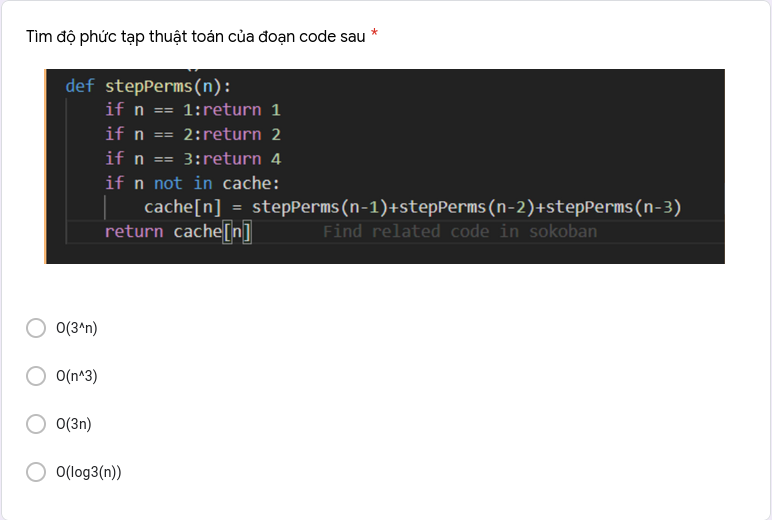 Tìm độ phức tạp thuật toán của đoạn code sau *
def stepPerms(n):
if n == 1:return 1
if n == 2:return 2
if n == 3:return 4
if n not in cache:
cache[n] = stepPerms(n-1)+stepPerms(n-2)+stepPerms(n-3)
return cache[n] Find related code in sokoban
O(3^n)
O(n^3)
O(3n)
O(log3(n))